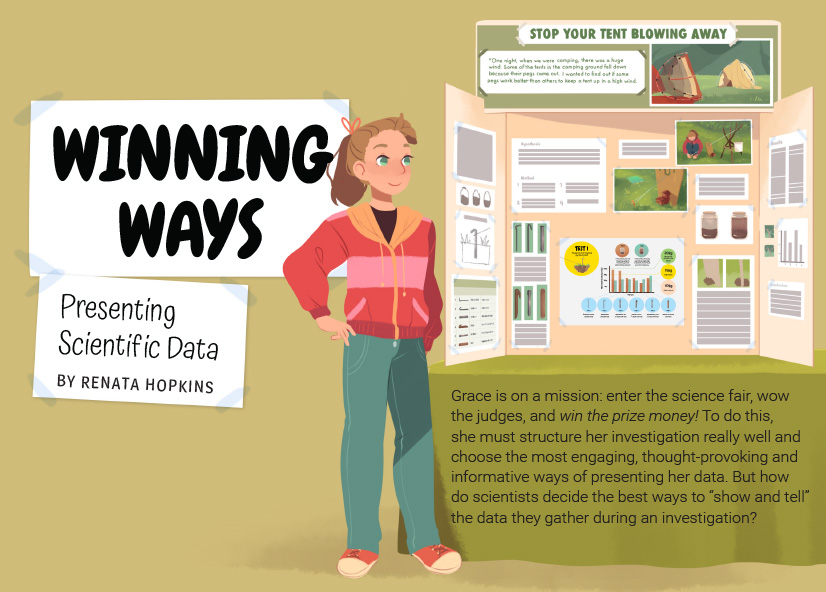 WINNING
WAYS
Presenting
Scientific Data
BY RENATA HOPKINS
STOP YOUR TENT BLOWING AWAY
"One night, when we were camping, there was a huge
wind. Some of the tents in the camping ground fell down
because their pegs came out. I wanted to find out if some
pegs work better than others to keep a tent up in a high wind.
Hypothesis
Method
Results
TEST 1
Grace is on a mission: enter the science fair, wow
the judges, and win the prize money! To do this,
she must structure her investigation really well and
choose the most engaging, thought-provoking and
informative ways of presenting her data. But how
do scientists decide the best ways to “show and tell”
the data they gather during an investigation?